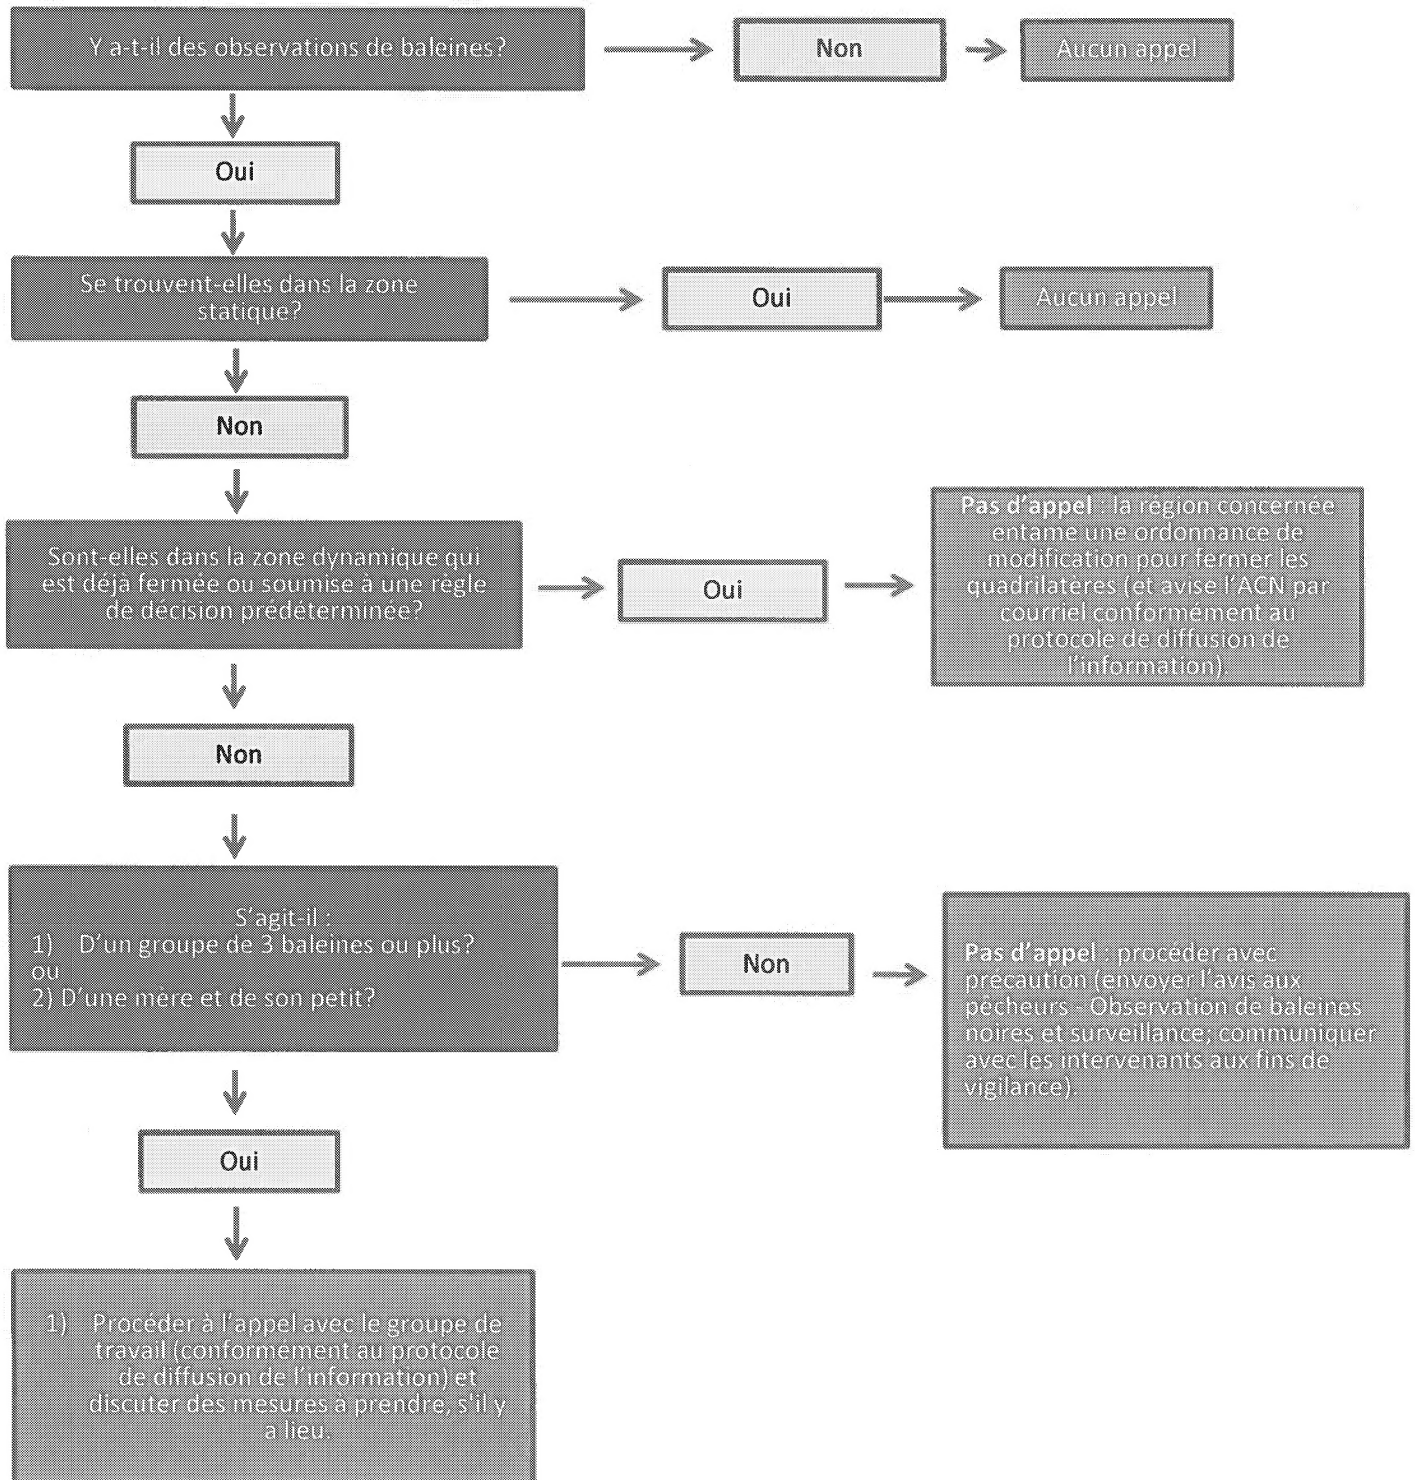 Y a-t-il des observations de baleines?
Non
Aucun appel
Oui
Se trouvent-elles dans la zone
statique?
Oui
Aucun appel
Non
Sont-elles dans la zone dynamique qui
est déjà fermée ou soumise à une règle
de décision prédéterminée?
Oui
Pas d'appel : la région concernée
entame une ordonnance de
modification pour fermer les
quadrilatères (et avise l'ACN par
courriel conformément au
protocole de diffusion de
l'information).
Non
S'agit-il :
1) D'un groupe de 3 baleines ou plus?
ou
2) D'une mère et de son petit?
Non
Pas d'appel : procéder avec
précaution (envoyer l'avis aux
pêcheurs - Observation de baleines
noires et surveillance; communiquer
avec les intervenants aux fins de
vigilance).
Oui
1) Procéder à l'appel avec le groupe de
travail (conformément au protocole
de diffusion de l'information) et
discuter des mesures à prendre, s'il y
a lieu.